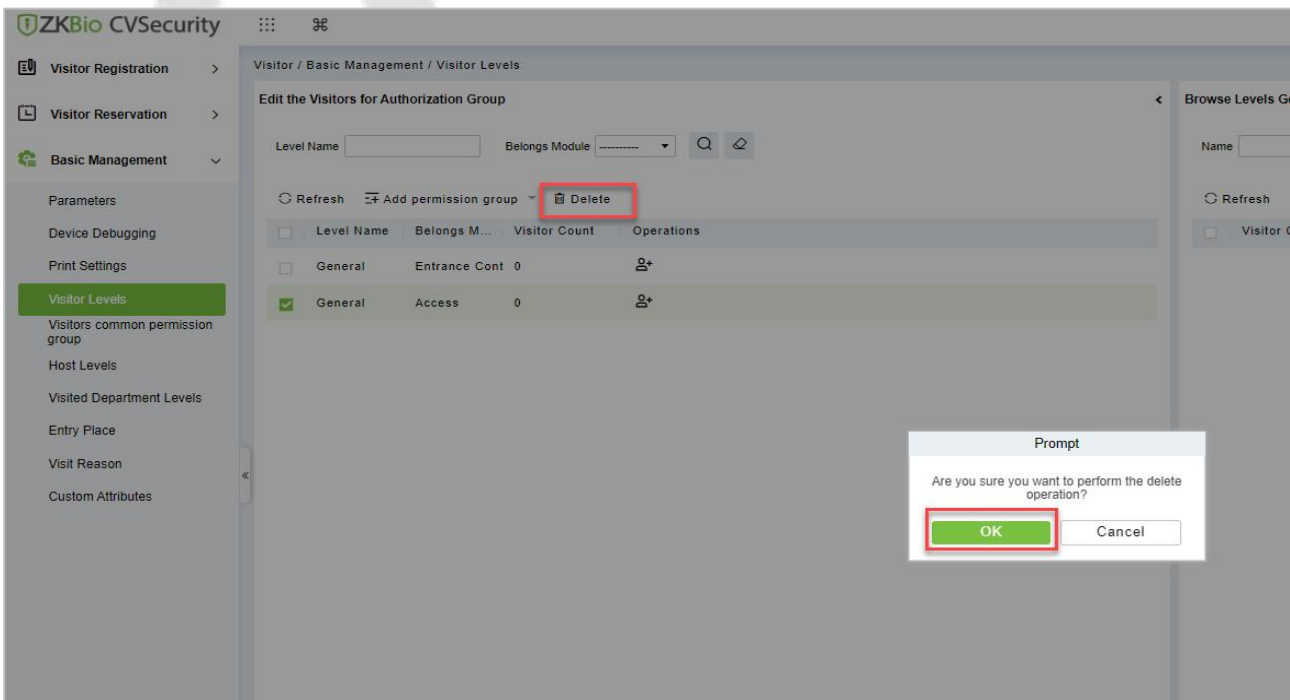 ZKBio CVSecurity
Visitor Registration
Visitor Reservation
Basic Management
Parameters
Device Debugging
Print Settings
Visitor Levels
Visitors common permission
group
Host Levels
Visited Department Levels
Entry Place
Visit Reason
Custom Attributes
Visitor / Basic Management / Visitor Levels
Edit the Visitors for Authorization Group
Level Name Belongs Module ----------
Refresh Add permission group Delete
Level Name Belongs M... Visitor Count Operations
General Entrance Cont 0
General Access 0
Browse Levels
Name
Refresh
Visitor
Prompt
Are you sure you want to perform the delete
operation?
OK Cancel